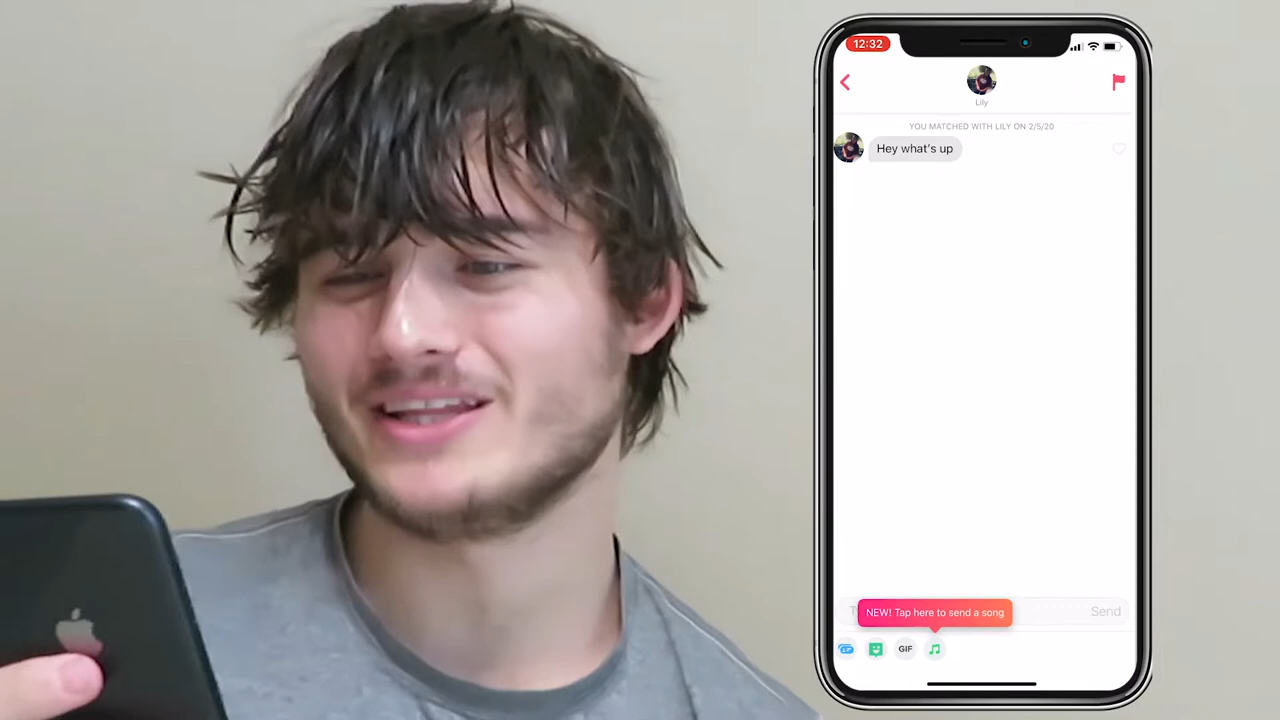 12:32
Lily
YOU MATCHED WITH LILY ON 2/5/20
Hey what's up
NEW! Tap here to send a song
Send
GIF